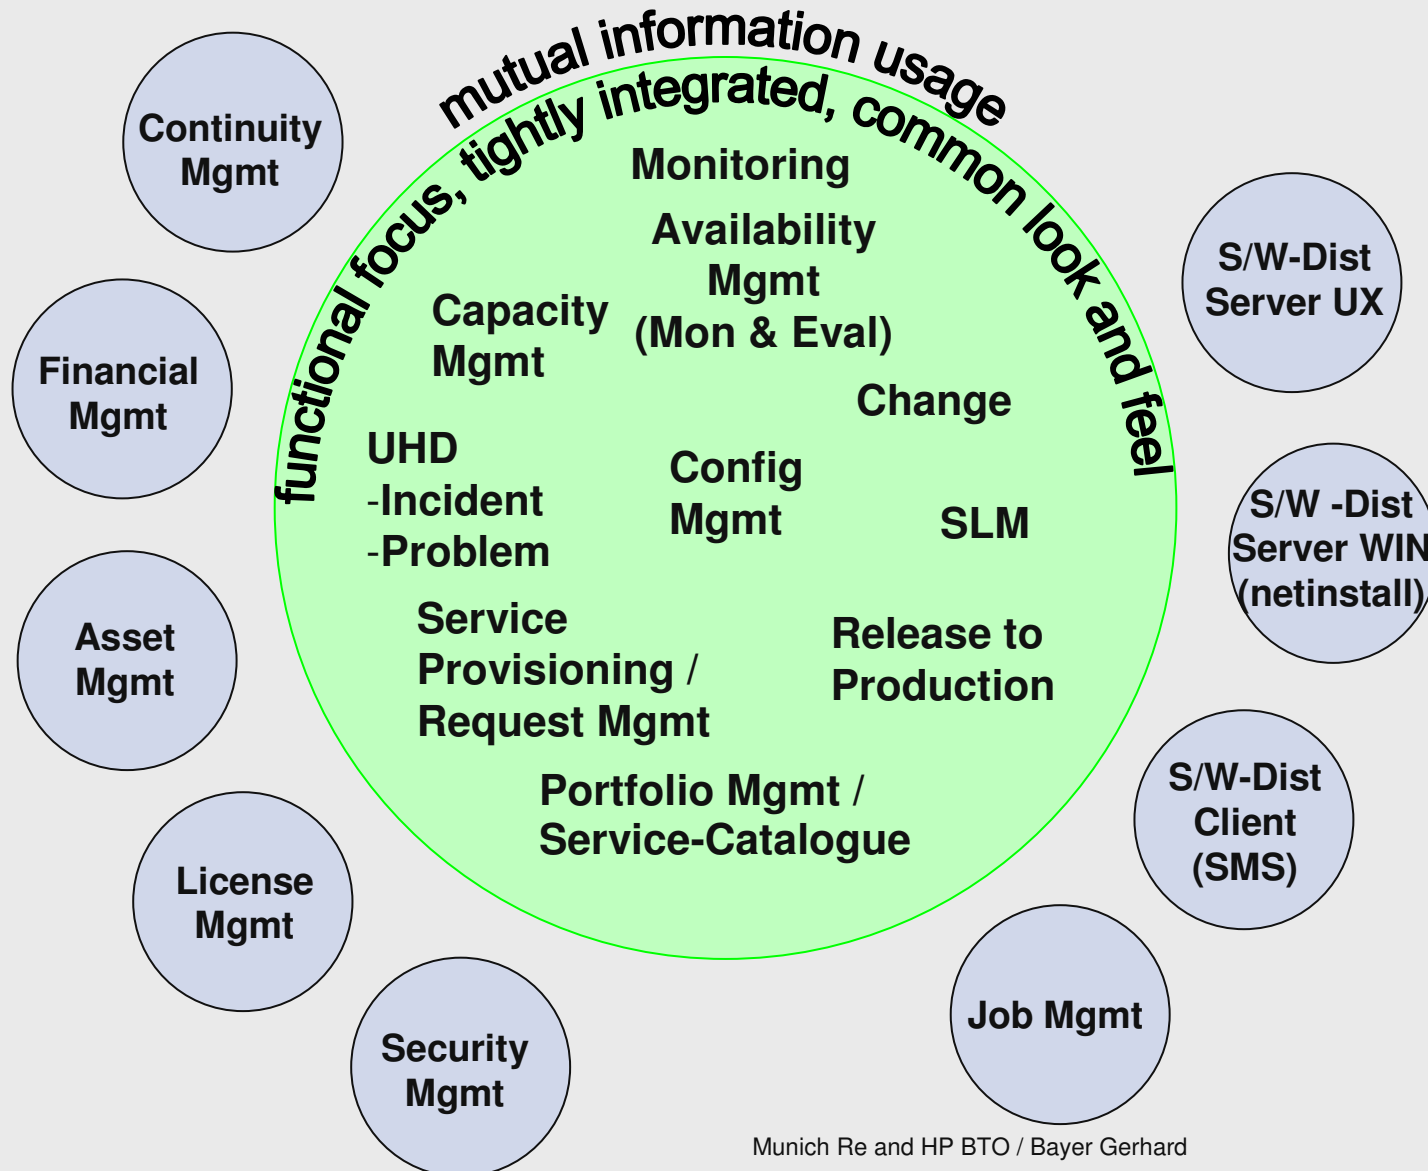 mutual information usage
functional focus, tightly integrated, common look and feel
Continuity
Mgmt
Financial
Mgmt
Asset
Mgmt
License
Mgmt
Security
Mgmt
Monitoring
Availability
Mgmt
(Mon & Eval)
Capacity
Mgmt
Change
UHD
-Incident
-Problem
Config
Mgmt
SLM
Service
Provisioning /
Request Mgmt
Release to
Production
Portfolio Mgmt /
Service-Catalogue
S/W-Dist
Server UX
S/W -Dist
Server WIN
(netinstall)
S/W-Dist
Client
(SMS)
Job Mgmt
Munich Re and HP BTO / Bayer Gerhard